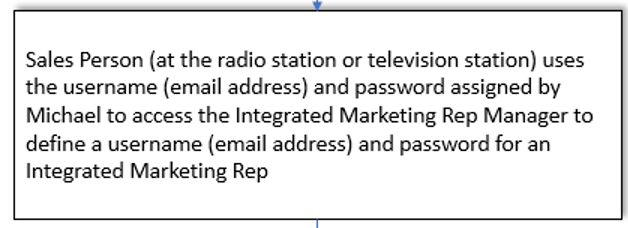 Sales Person (at the radio station or television station) uses
the username (email address) and password assigned by
Michael to access the Integrated Marketing Rep Manager to
define a username (email address) and password for an
Integrated Marketing Rep